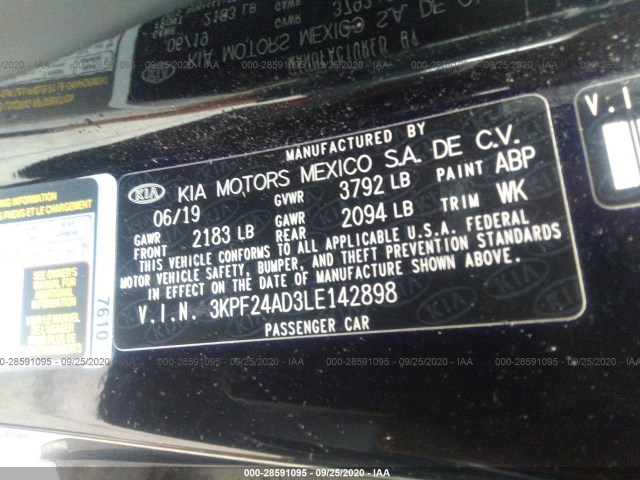 MANUFACTURED BY
KIA KIA MOTORS MEXICO S.A. DE C.V.
06/19 GVWR 3792 LB PAINT ABP
GAWR FRONT 2183 LB GAWR REAR 2094 LB TRIM WK
THIS VEHICLE CONFORMS TO ALL APPLICABLE U.S.A. FEDERAL
MOTOR VEHICLE SAFETY, BUMPER, AND THEFT PREVENTION STANDARDS
IN EFFECT ON THE DATE OF MANUFACTURE SHOWN ABOVE.
V.I.N. 3KPF24AD3LE142898
PASSENGER CAR
V.I
SEE OWNER'S
MANUAL
7610
000-28591095 - 09/25/2020 - IAA